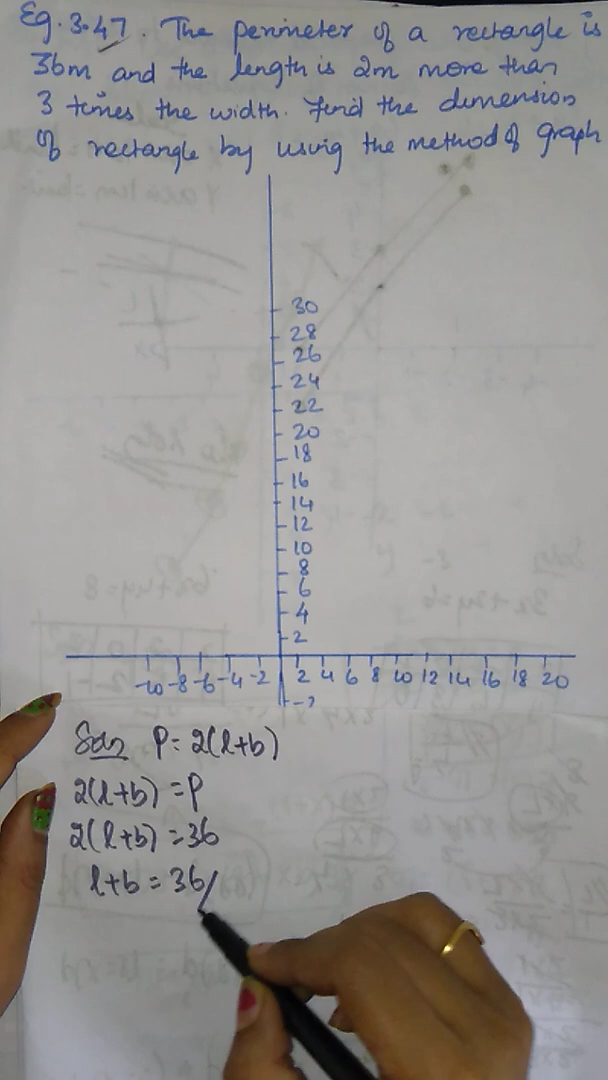 Eg. 3.47. The perimeter of a rectangle is
36m and the length is 2m more than
3 times the width. find the dimension
of rectangle by using the method of graph
30
28
26
24
22
20
18
16
14
12
10
8
6
4
2
-10 -8 -6 -4 -2 2 4 6 8 10 12 14 16 18 20
-2
Soln P = 2(l+b)
2(l+b) = P
2(l+b) = 36
l+b = 36/